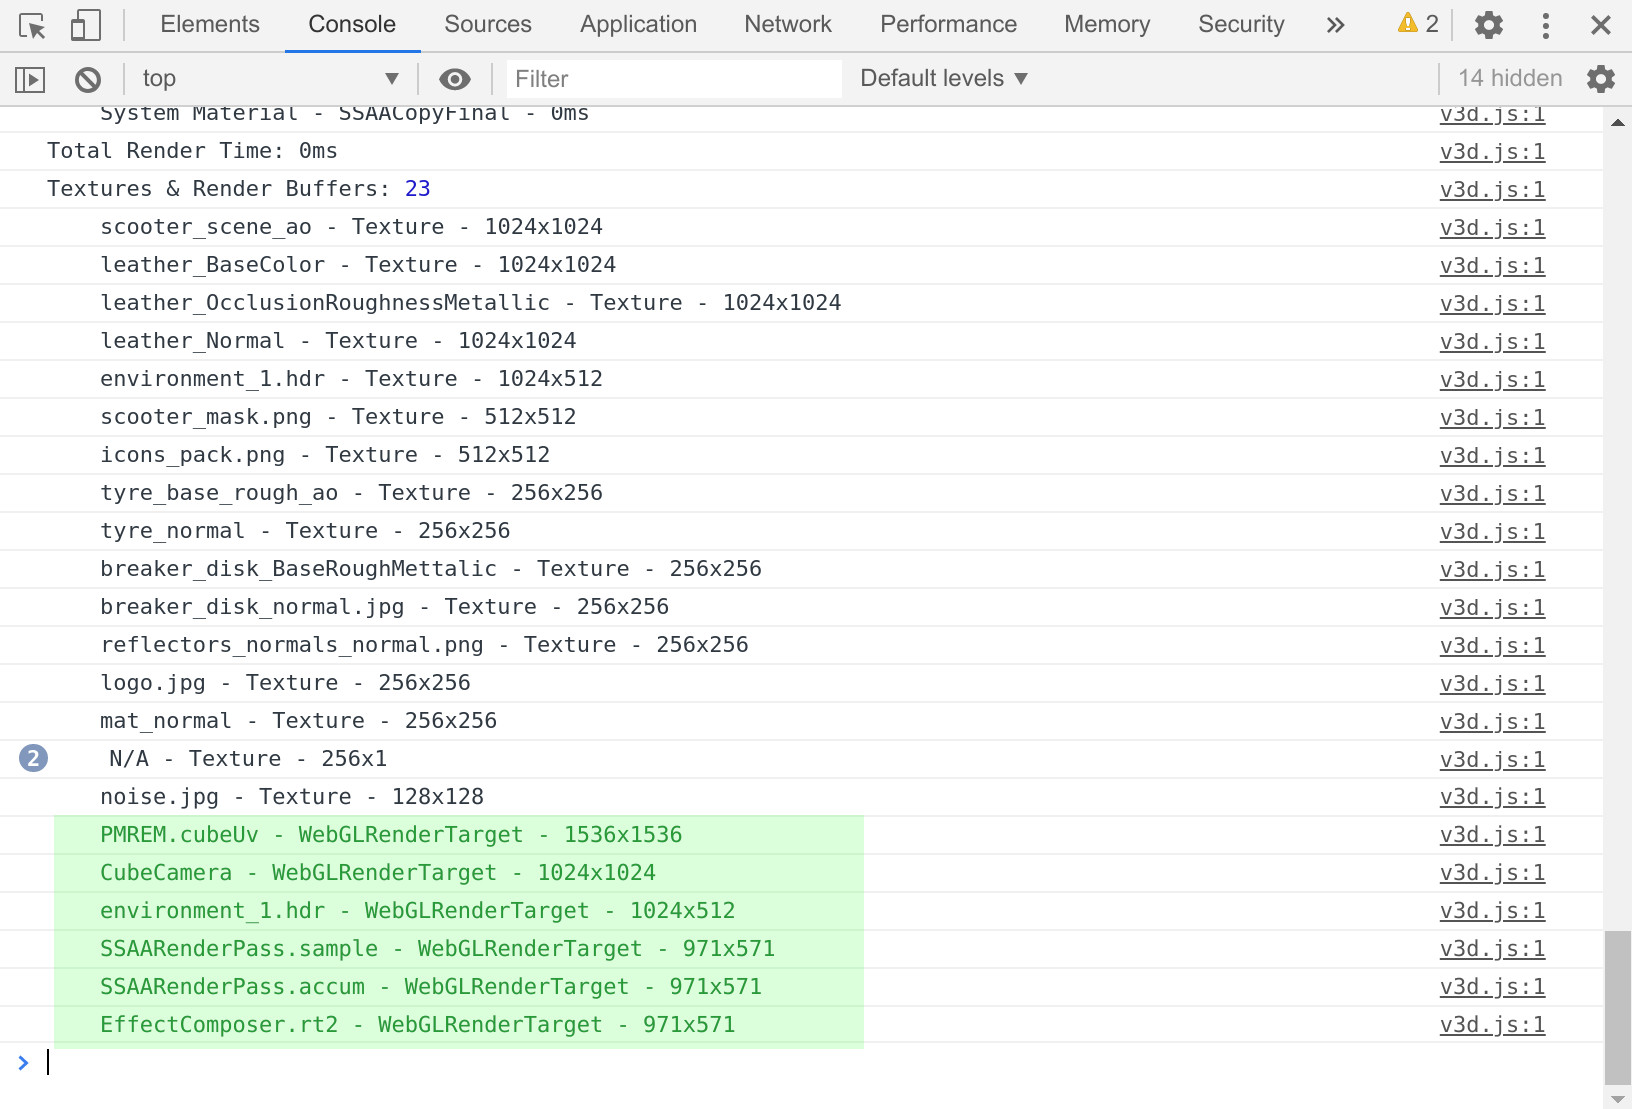 Elements Console Sources Application Network Performance Memory Security » 2
top Filter Default levels ▼ 14 hidden
System Material - SSAACopyFinal - 0ms v3d.js:1
Total Render Time: 0ms v3d.js:1
Textures & Render Buffers: 23 v3d.js:1
scooter_scene_ao - Texture - 1024x1024 v3d.js:1
leather_BaseColor - Texture - 1024x1024 v3d.js:1
leather_OcclusionRoughnessMetallic - Texture - 1024x1024 v3d.js:1
leather_Normal - Texture - 1024x1024 v3d.js:1
environment_1.hdr - Texture - 1024x512 v3d.js:1
scooter_mask.png - Texture - 512x512 v3d.js:1
icons_pack.png - Texture - 512x512 v3d.js:1
tyre_base_rough_ao - Texture - 256x256 v3d.js:1
tyre_normal - Texture - 256x256 v3d.js:1
breaker_disk_BaseRoughMettalic - Texture - 256x256 v3d.js:1
breaker_disk_normal.jpg - Texture - 256x256 v3d.js:1
reflectors_normals_normal.png - Texture - 256x256 v3d.js:1
logo.jpg - Texture - 256x256 v3d.js:1
mat_normal - Texture - 256x256 v3d.js:1
2 N/A - Texture - 256x1 v3d.js:1
noise.jpg - Texture - 128x128 v3d.js:1
PMREM.cubeUv - WebGLRenderTarget - 1536x1536 v3d.js:1
CubeCamera - WebGLRenderTarget - 1024x1024 v3d.js:1
environment_1.hdr - WebGLRenderTarget - 1024x512 v3d.js:1
SSAARenderPass.sample - WebGLRenderTarget - 971x571 v3d.js:1
SSAARenderPass.accum - WebGLRenderTarget - 971x571 v3d.js:1
EffectComposer.rt2 - WebGLRenderTarget - 971x571 v3d.js:1